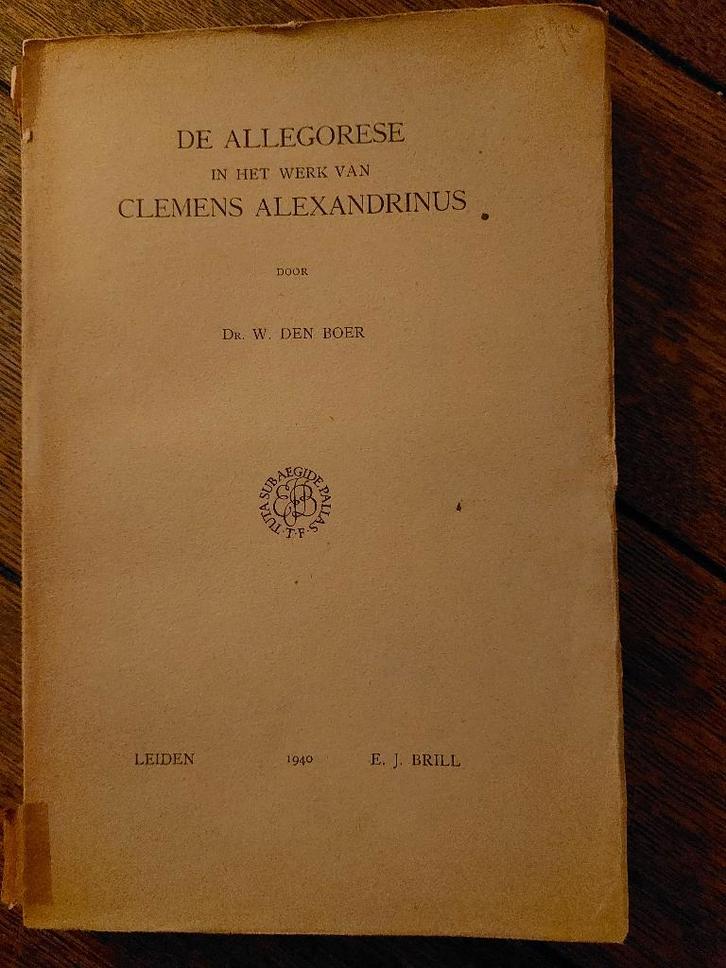 DE ALLEGORESE
IN HET WERK VAN
CLEMENS ALEXANDRINUS
DOOR
DR. W. DEN BOER
TUTA SUB AEGIDE PALLAS
EJB
·T·F·
LEIDEN 1940 E. J. BRILL